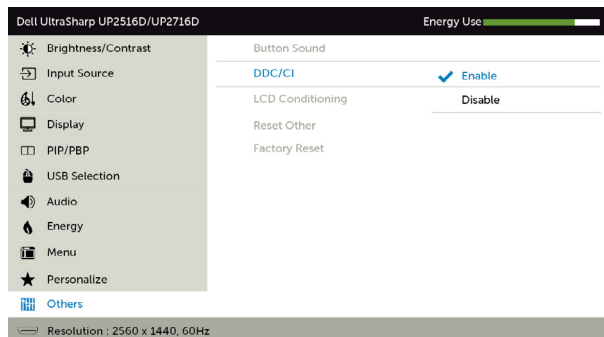 Dell UltraSharp UP2516D/UP2716D
Energy Use
Brightness/Contrast
Input Source
Color
Display
PIP/PBP
USB Selection
Audio
Energy
Menu
Personalize
Others
Button Sound
DDC/CI
LCD Conditioning
Reset Other
Factory Reset
Enable
Disable
Resolution : 2560 x 1440, 60Hz